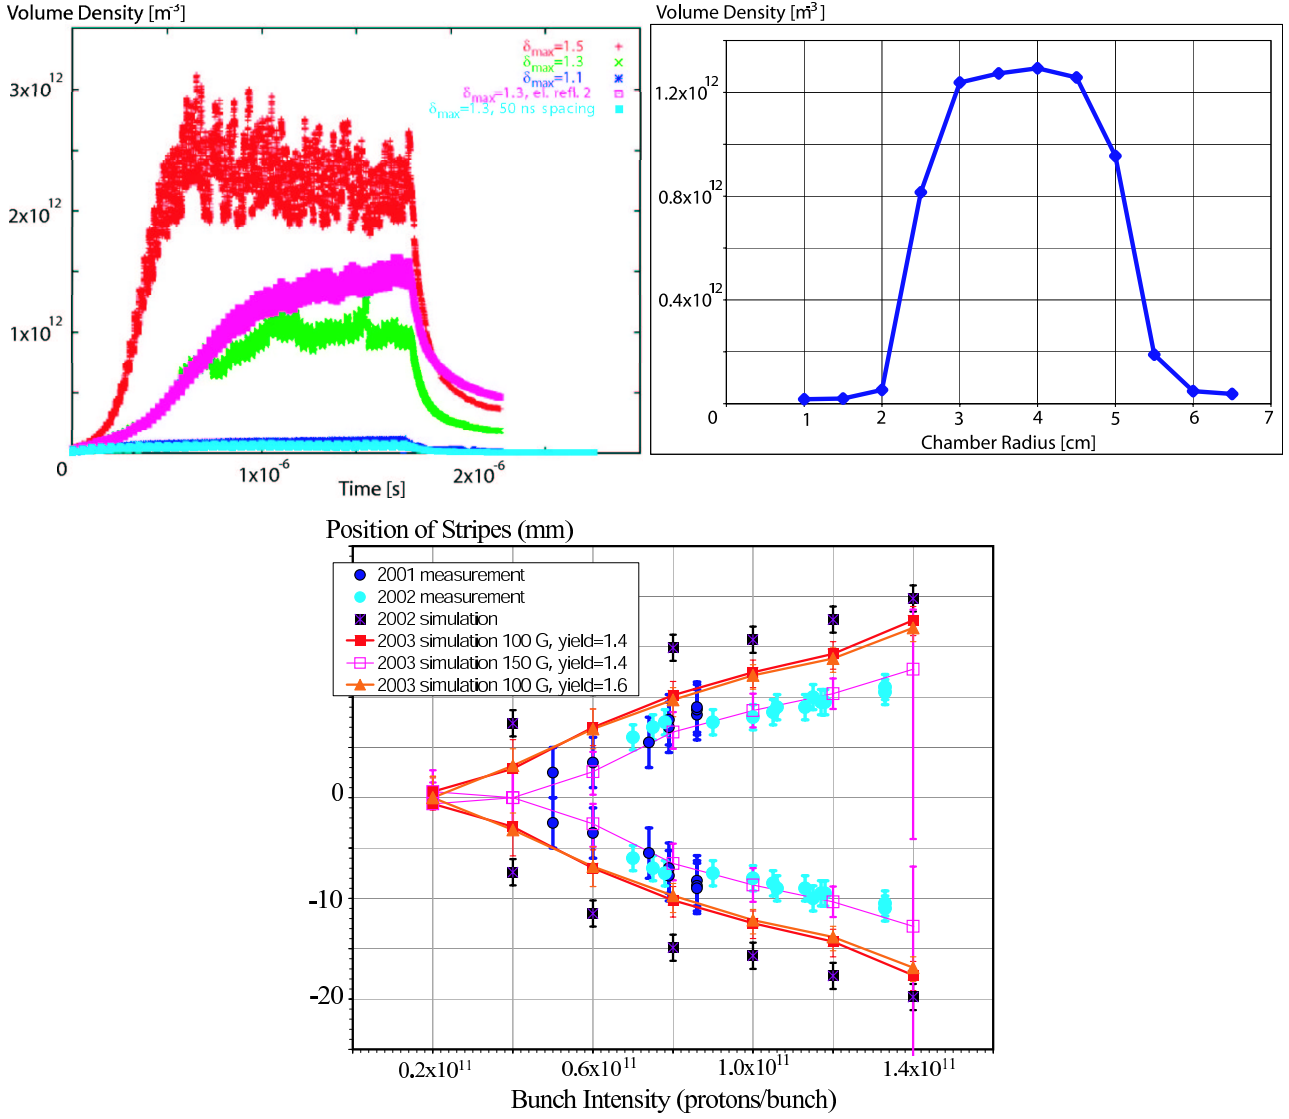 Volume Density [m⁻³]
δmax=1.5
δmax=1.3
δmax=1.1
δmax=1.3, el. refl. 2
δmax=1.3, 50 ns spacing
3x10¹²
2x10¹²
1x10¹²
0
1x10⁻⁶
2x10⁻⁶
Time [s]
Volume Density [m⁻³]
1.2x10¹²
0.8x10¹²
0.4x10¹²
0
1
2
3
4
5
6
7
Chamber Radius [cm]
Position of Stripes (mm)
2001 measurement
2002 measurement
2002 simulation
2003 simulation 100 G, yield=1.4
2003 simulation 150 G, yield=1.4
2003 simulation 100 G, yield=1.6
0
-10
-20
0.2x10¹¹
0.6x10¹¹
1.0x10¹¹
1.4x10¹¹
Bunch Intensity (protons/bunch)